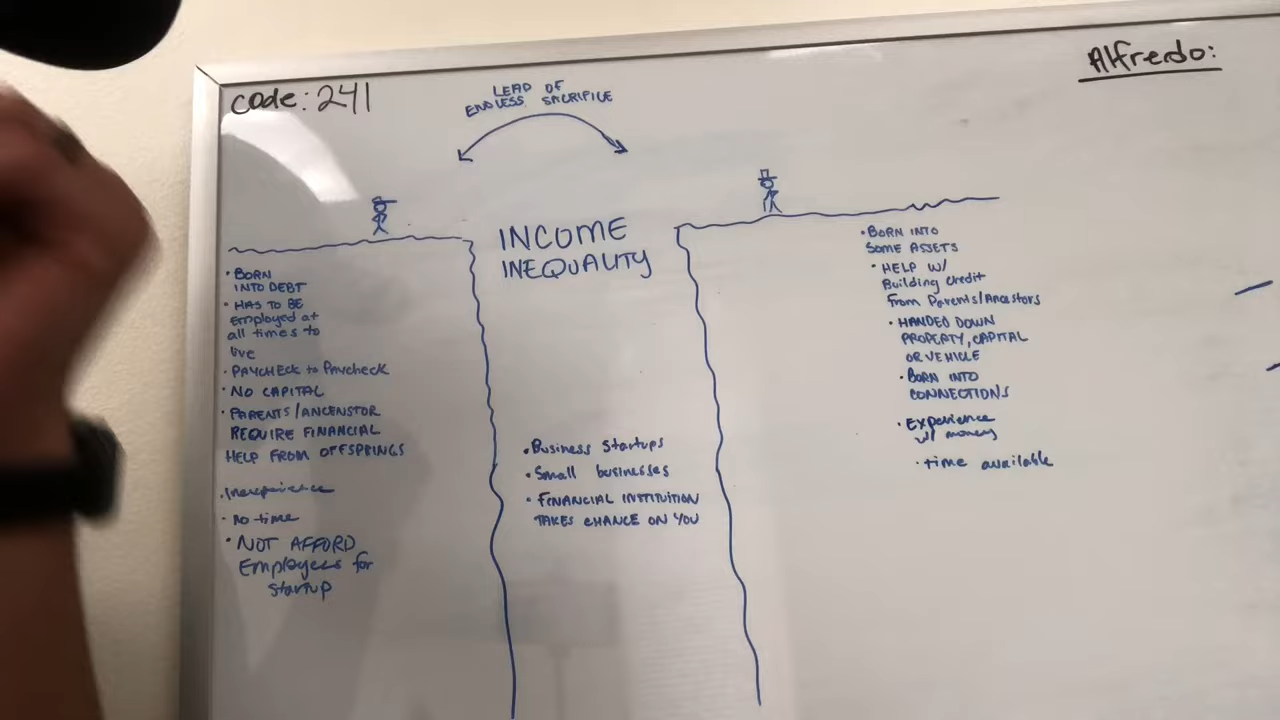 Code: 241
Alfredo:
LEAD OF
ENDLESS SACRIFICE
INCOME
INEQUALITY
• BORN
INTO DEBT
• HAS TO BE
Employed at
all times to
live
• PAYCHECK to PAYCHECK
• NO CAPITAL
• PARENTS/ANCENSTOR
REQUIRE FINANCIAL
HELP FROM OFFSPRINGS
• Inexperience
• No time
• NOT AFFORD
Employees for
startup
• Business Startups
• Small businesses
• FINANCIAL INSTITUITION
TAKES CHANCE ON YOU
• BORN INTO
SOME ASSETS
• HELP W/
Building Credit
From Parents/Ancestors
• HANDED DOWN
PROPERTY, CAPITAL
OR VEHICLE
• BORN INTO
CONNECTIONS
• Experience
w/ money
• time available